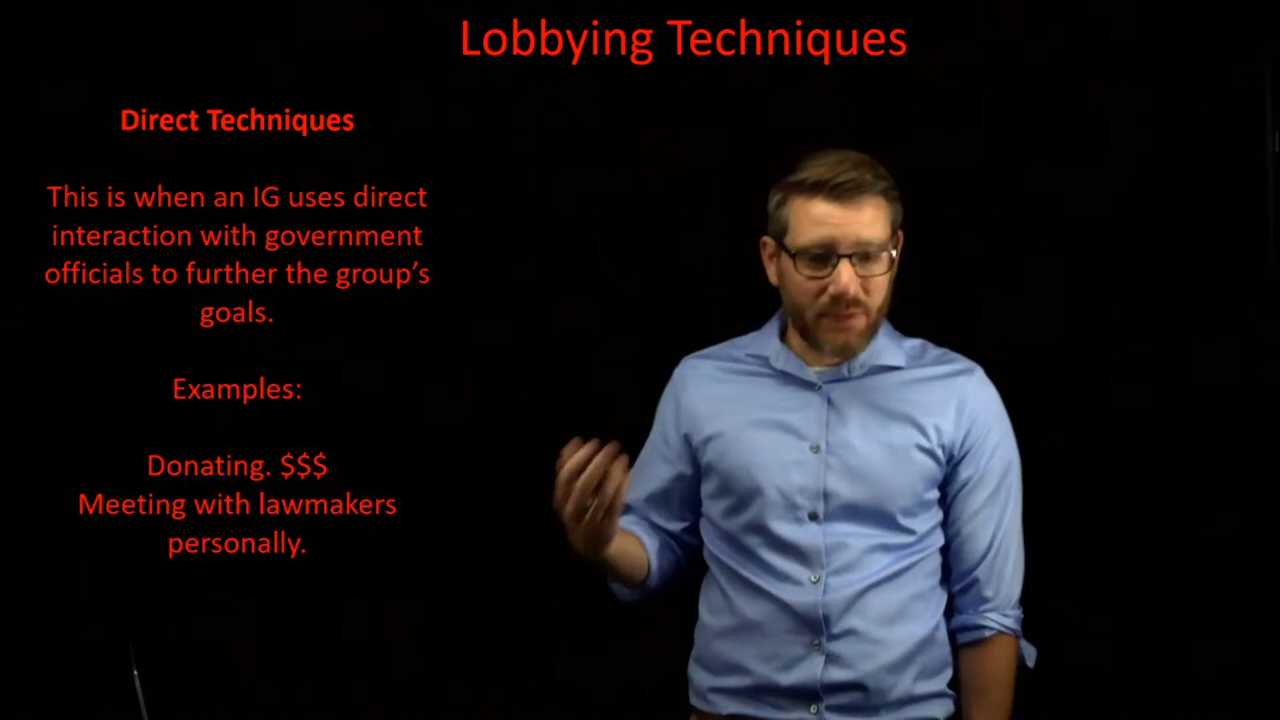 Lobbying Techniques
Direct Techniques
This is when an IG uses direct
interaction with government
officials to further the group’s
goals.
Examples:
Donating. $$$
Meeting with lawmakers
personally.